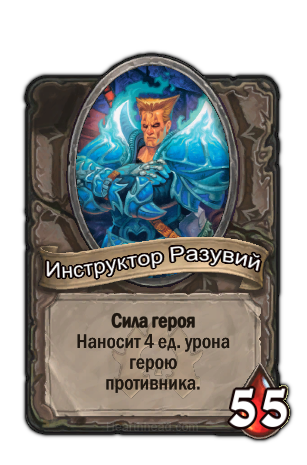 Инструктор Разувий
Сила героя
Наносит 4 ед. урона
герою
противника.
55